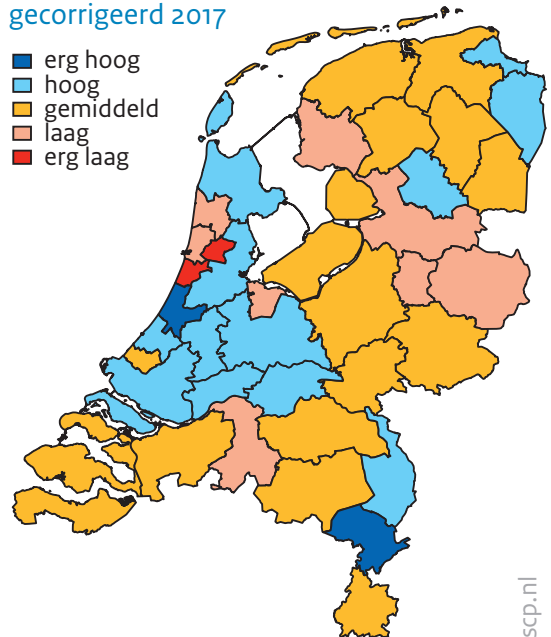 gecorrigeerd 2017
erg hoog
hoog
gemiddeld
laag
erg laag
scp.nl